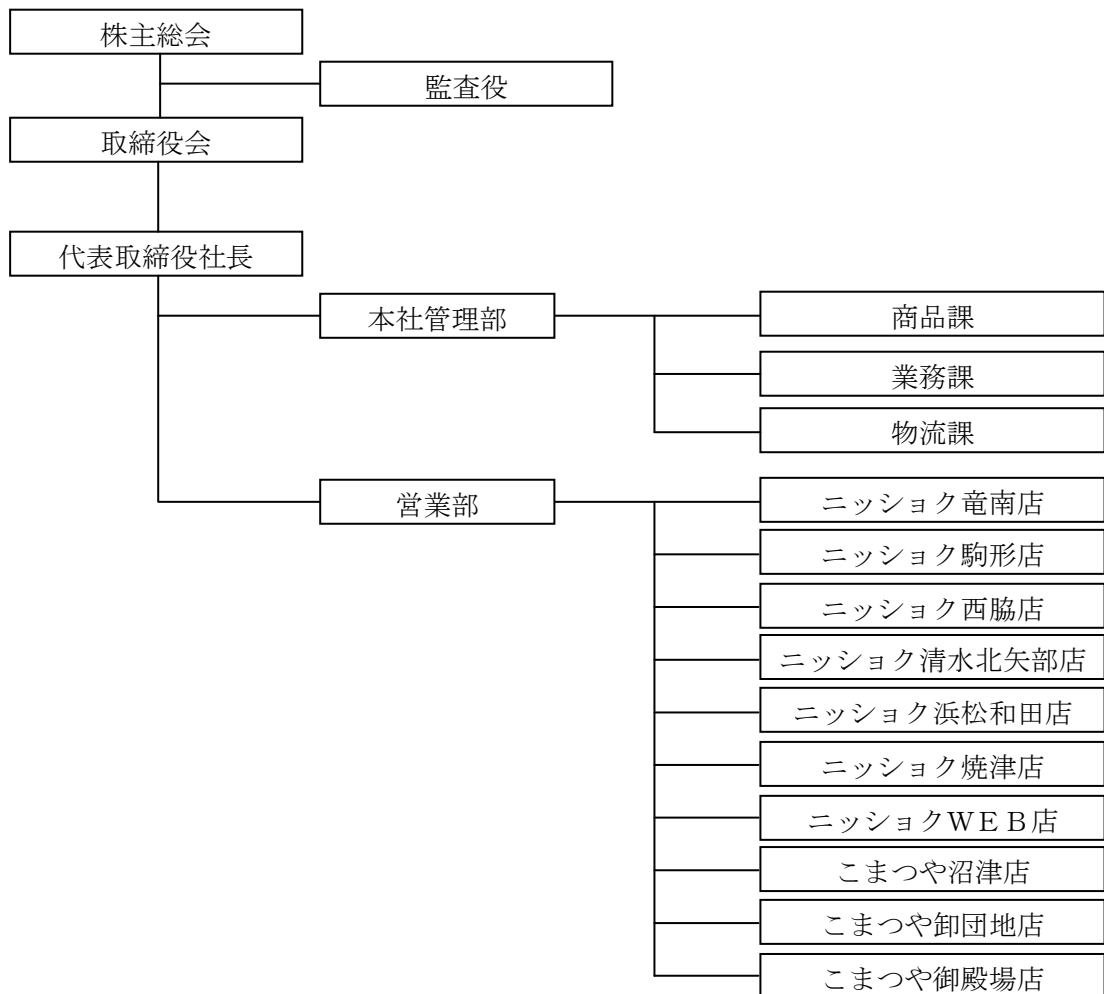 株主総会
監査役
取締役会
代表取締役社長
本社管理部
商品課
業務課
物流課
営業部
ニッショク竜南店
ニッショク駒形店
ニッショク西脇店
ニッショク清水北矢部店
ニッショク浜松和田店
ニッショク焼津店
ニッショクＷＥＢ店
こまつや沼津店
こまつや卸団地店
こまつや御殿場店